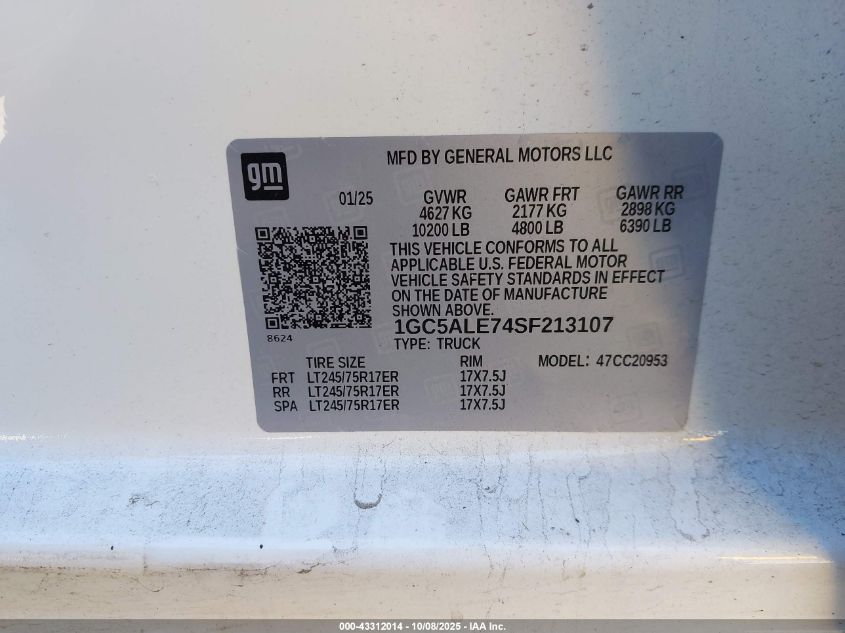 MFD BY GENERAL MOTORS LLC
gm
01/25 GVWR GAWR FRT GAWR RR
4627 KG 2177 KG 2898 KG
10200 LB 4800 LB 6390 LB
THIS VEHICLE CONFORMS TO ALL
APPLICABLE U.S. FEDERAL MOTOR
VEHICLE SAFETY STANDARDS IN EFFECT
ON THE DATE OF MANUFACTURE
SHOWN ABOVE.
1GC5ALE74SF213107
8624
TYPE: TRUCK
TIRE SIZE RIM MODEL: 47CC20953
FRT LT245/75R17ER 17X7.5J
RR LT245/75R17ER 17X7.5J
SPA LT245/75R17ER 17X7.5J
000-43312014 - 10/08/2025 - IAA Inc.